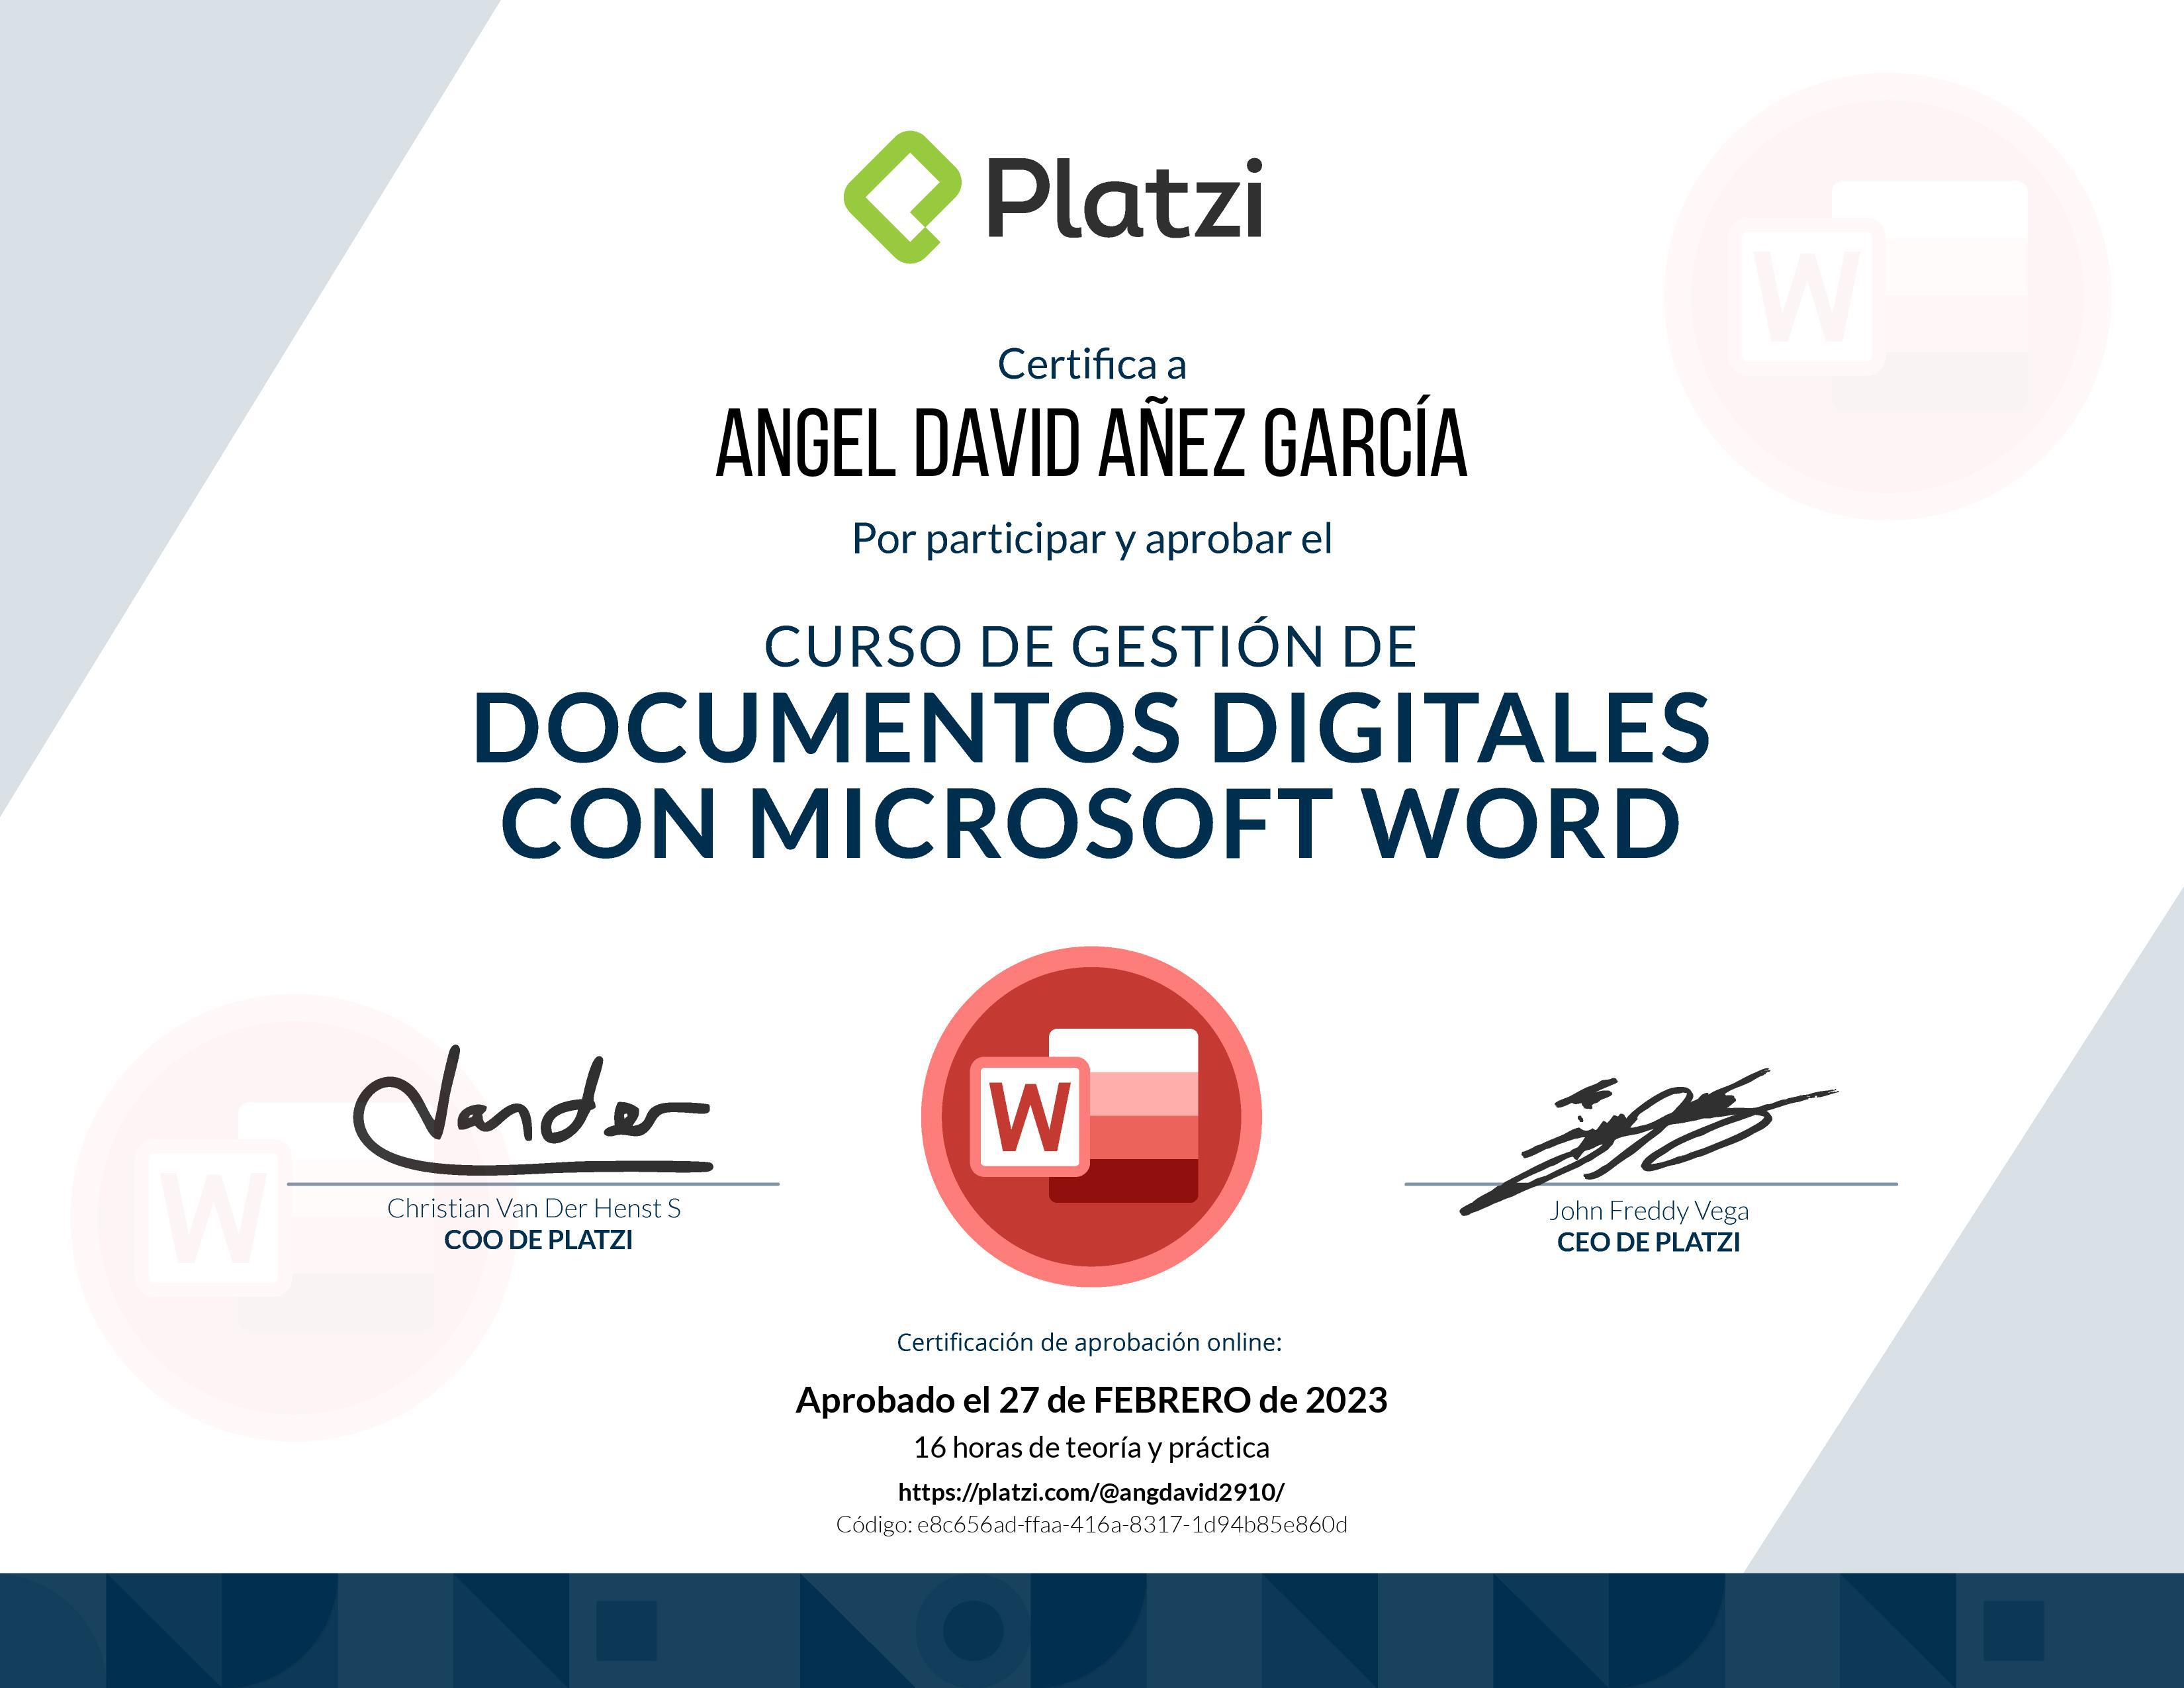 Platzi
W
Certifica a
ANGEL DAVID AÑEZ GARCÍA
Por participar y aprobar el
CURSO DE GESTIÓN DE
DOCUMENTOS DIGITALES
CON MICROSOFT WORD
Vander
W
W
Christian Van Der Henst S
COO DE PLATZI
John Freddy Vega
CEO DE PLATZI
Certificación de aprobación online:
Aprobado el 27 de FEBRERO de 2023
16 horas de teoría y práctica
https://platzi.com/@angdavid2910/
Código: e8c656ad-ffaa-416a-8317-1d94b85e860d